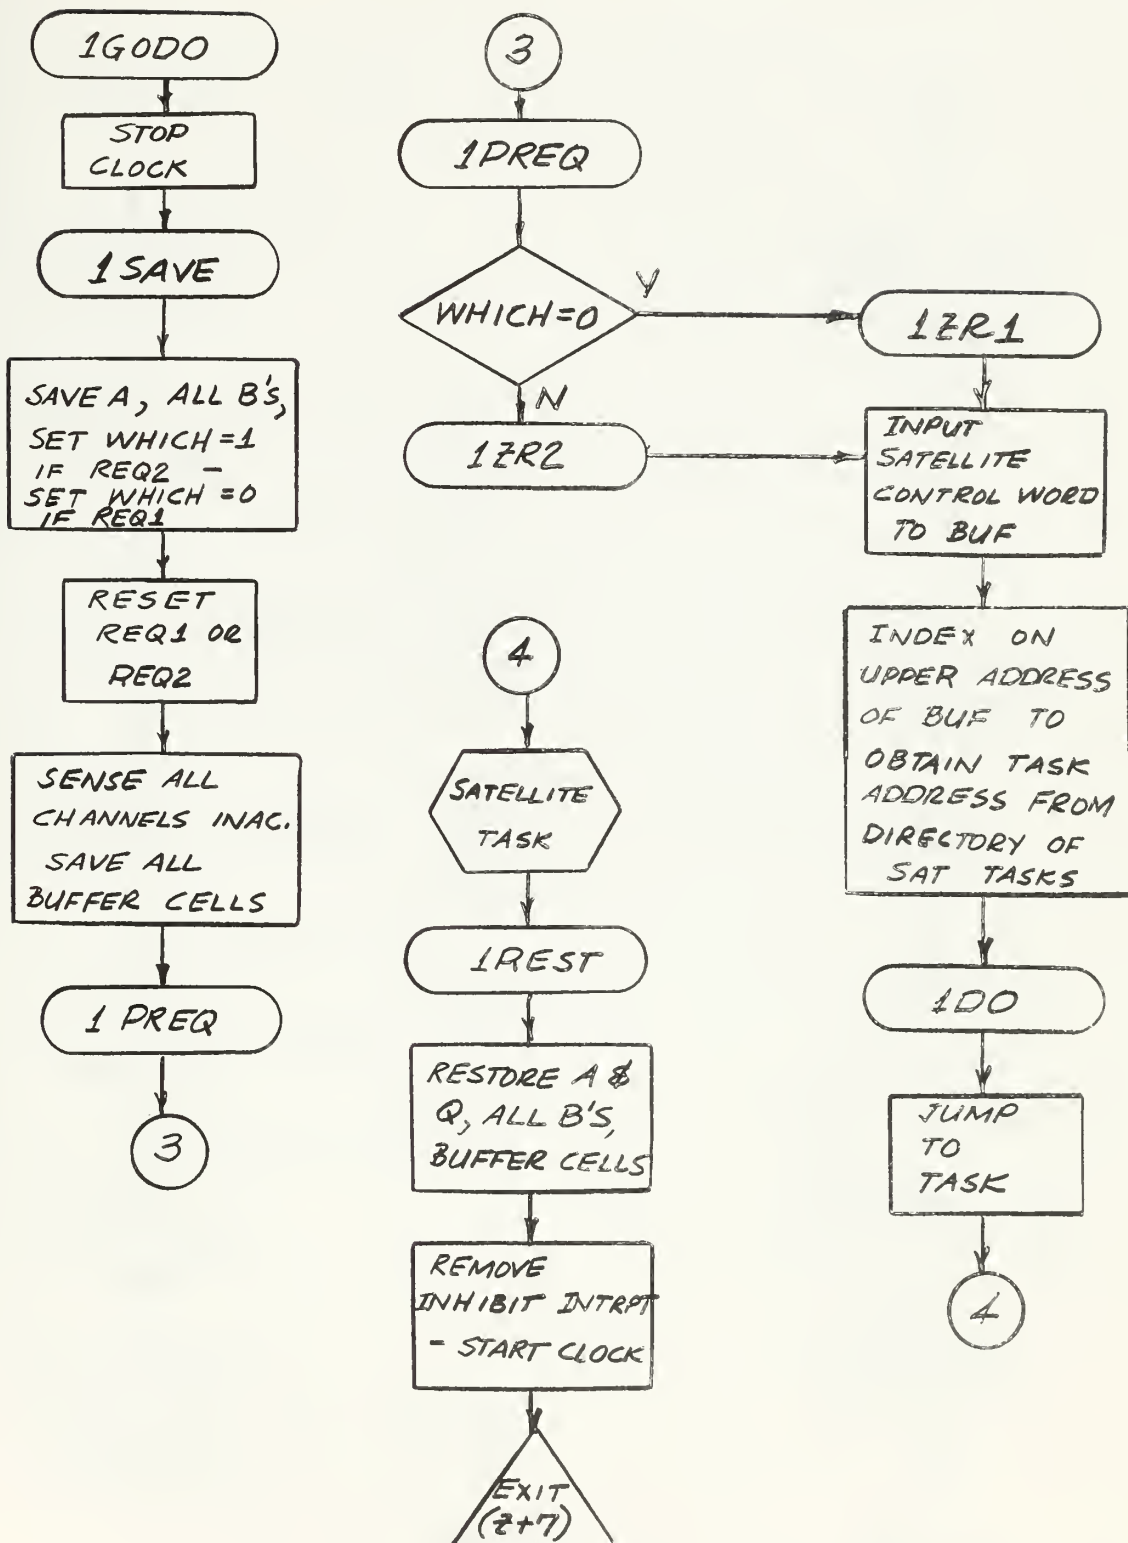 1GODO
STOP
CLOCK
1 SAVE
SAVE A, ALL B'S,
SET WHICH=1
IF REQ2 -
SET WHICH=0
IF REQ1
RESET
REQ1 OR
REQ2
SENSE ALL
CHANNELS INAC.
SAVE ALL
BUFFER CELLS
1 PREQ
3
3
1PREQ
WHICH=0
Y
N
1ZR2
1ZR1
INPUT
SATELLITE
CONTROL WORD
TO BUF
INDEX ON
UPPER ADDRESS
OF BUF TO
OBTAIN TASK
ADDRESS FROM
DIRECTORY OF
SAT TASKS
1DO
JUMP
TO
TASK
4
4
SATELLITE
TASK
1REST
RESTORE A &
Q, ALL B'S,
BUFFER CELLS
REMOVE
INHIBIT INTRPT
- START CLOCK
EXIT
(Z+7)